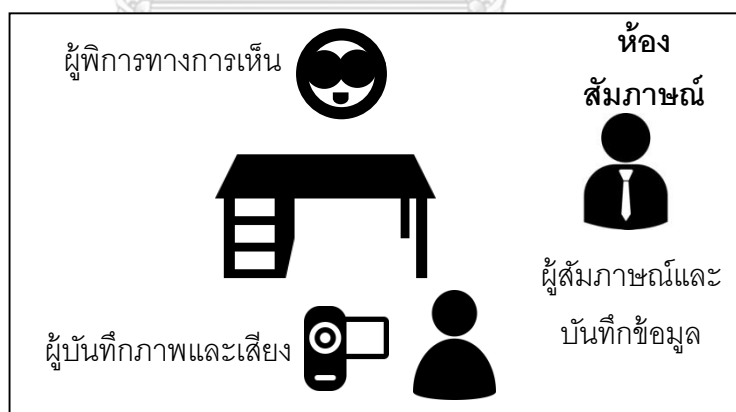 ผู้พิการทางการเห็น
ห้อง
สัมภาษณ์
ผู้สัมภาษณ์และ
บันทึกข้อมูล
ผู้บันทึกภาพและเสียง